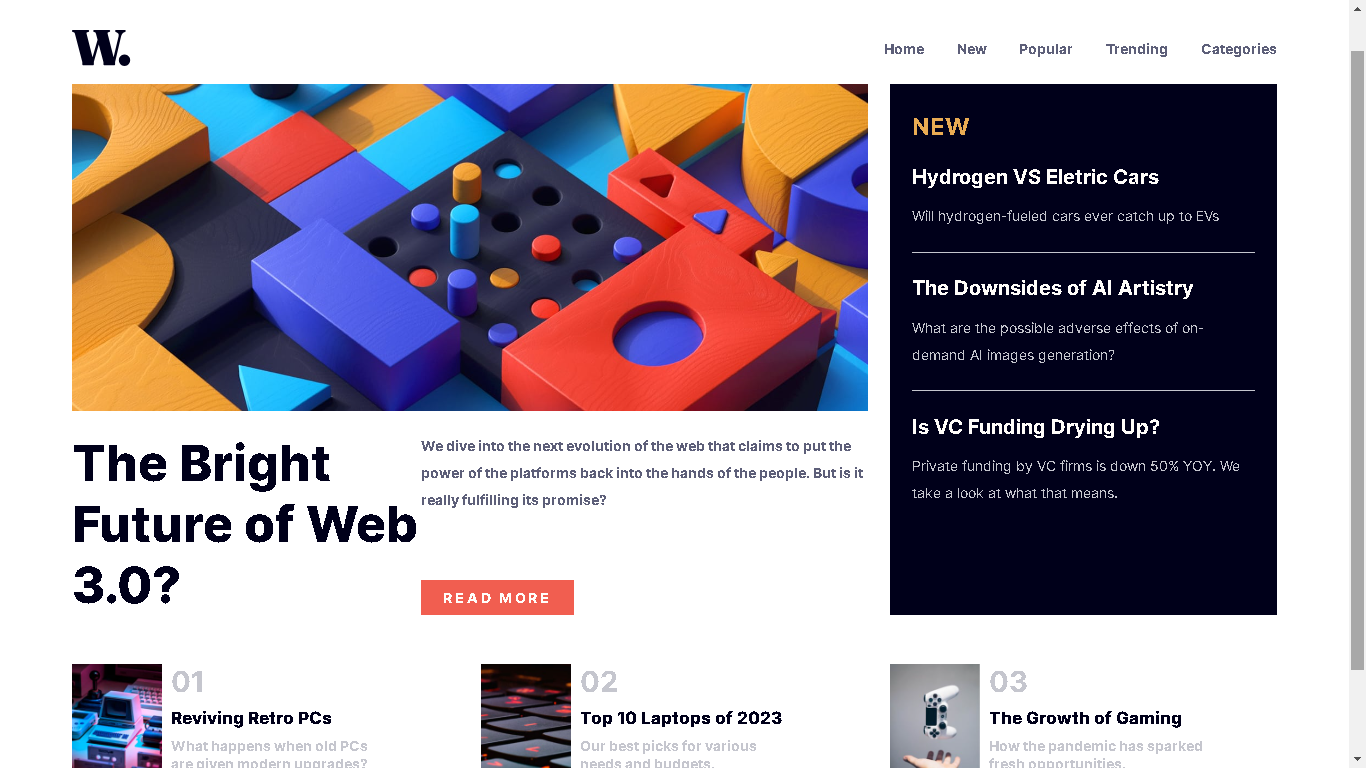 W.
Home New Popular Trending Categories
NEW
Hydrogen VS Eletric Cars
Will hydrogen-fueled cars ever catch up to EVs
The Downsides of AI Artistry
What are the possible adverse effects of on-
demand AI images generation?
Is VC Funding Drying Up?
Private funding by VC firms is down 50% YOY. We
take a look at what that means.
The Bright
Future of Web
3.0?
We dive into the next evolution of the web that claims to put the
power of the platforms back into the hands of the people. But is it
really fulfilling its promise?
READ MORE
01
Reviving Retro PCs
What happens when old PCs
are given modern upgrades?
02
Top 10 Laptops of 2023
Our best picks for various
needs and budgets.
03
The Growth of Gaming
How the pandemic has sparked
fresh opportunities.